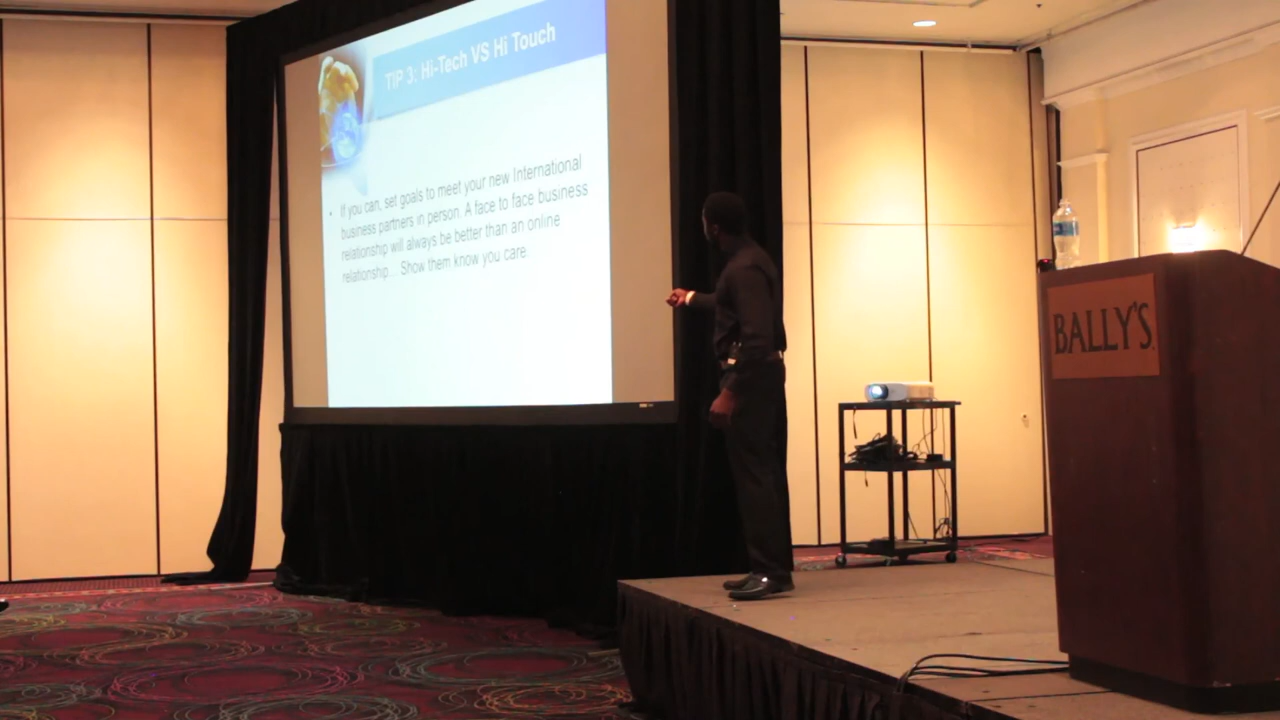 TIP 3: Hi-Tech VS Hi Touch
• If you can, set goals to meet your new International
business partners in person. A face to face business
relationship will always be better than an online
relationship... Show them know you care.
BALLY'S